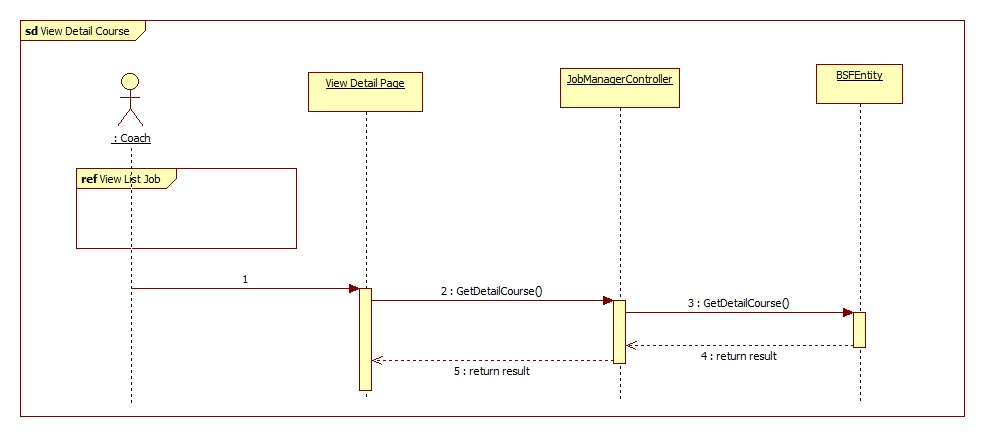 sd View Detail Course
: Coach
View Detail Page
JobManagerController
BSFEntity
ref View List Job
1
2 : GetDetailCourse()
3 : GetDetailCourse()
4 : return result
5 : return result